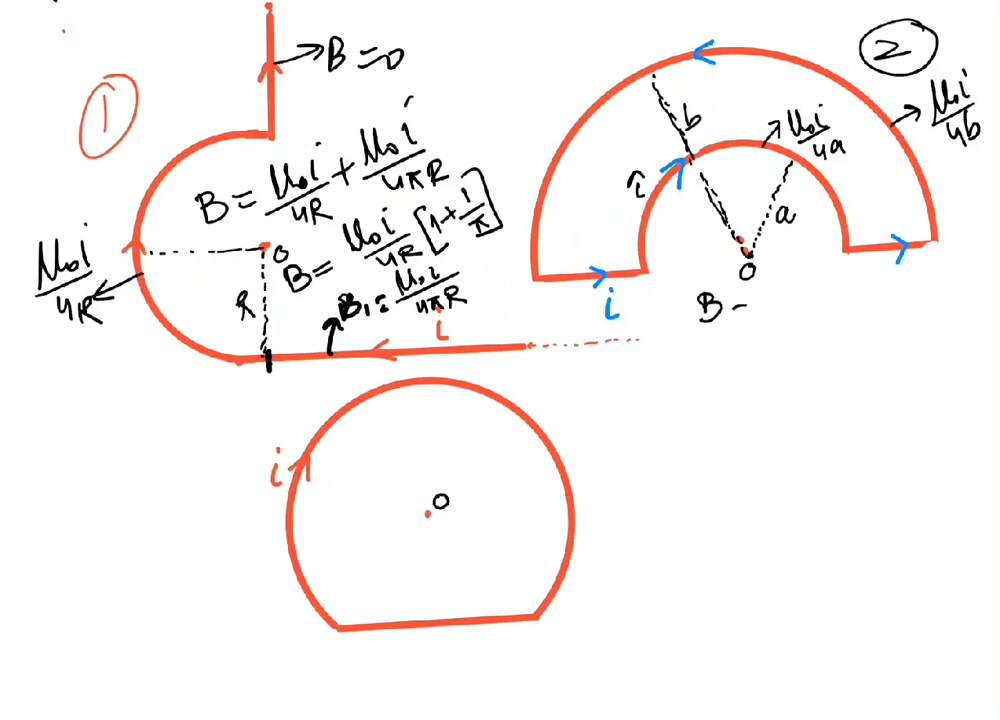 ①
B = 0
B = μ₀i/4R + μ₀i/4πR
B = μ₀i/4R [1 + 1/π]
μ₀i/4R
O
R
B₁ = μ₀i/4πR
i
②
b
μ₀i/4a
μ₀i/4b
i
a
O
i
B -
i
O